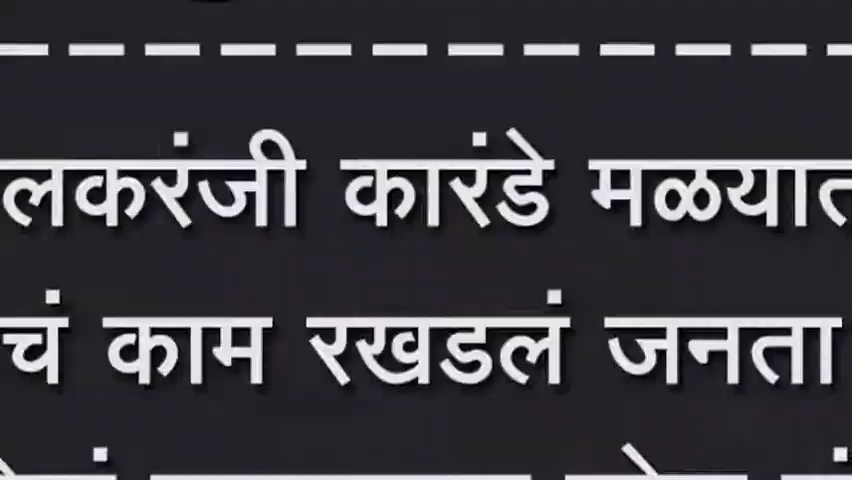 लकरंजी कारंडे मळयात
चं काम रखडलं जनता